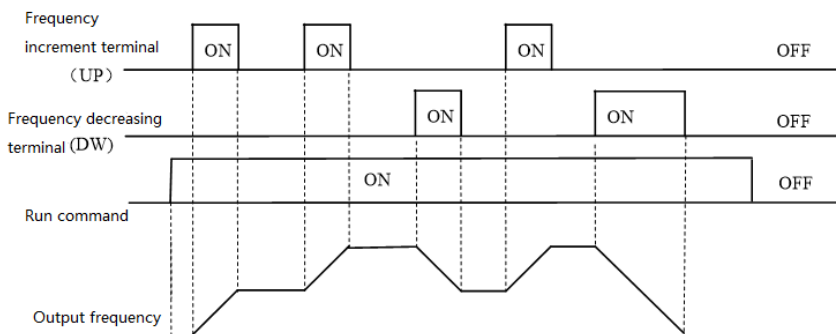 Frequency
increment terminal
（UP）
ON
ON
ON
OFF
Frequency decreasing
terminal (DW)
ON
ON
OFF
ON
OFF
Run command
Output frequency